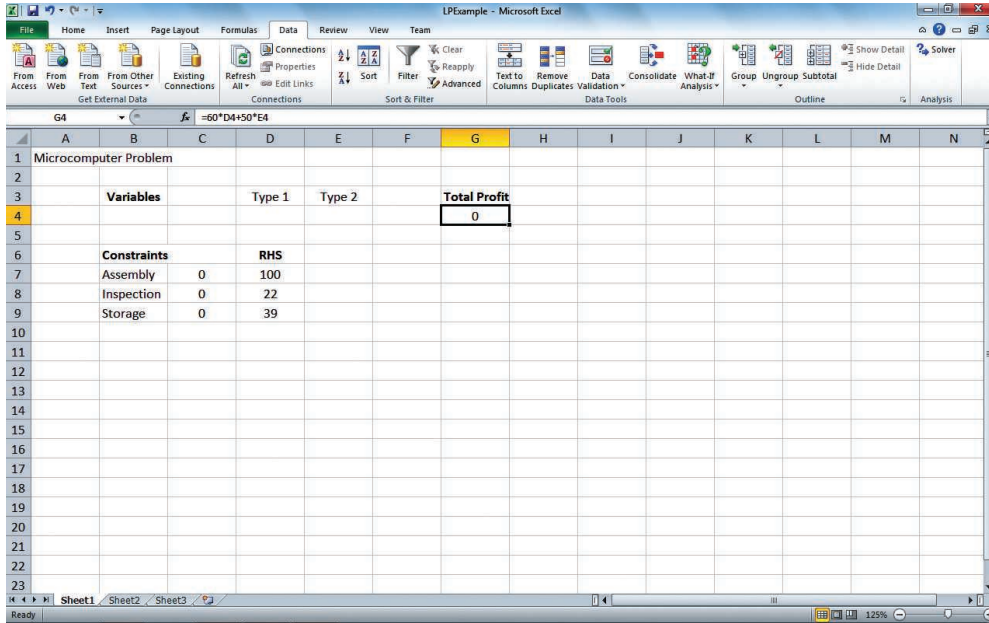 LPExample - Microsoft Excel
File Home Insert Page Layout Formulas Data Review View Team
From Access
From Web
From Text
From Other Sources
Existing Connections
Get External Data
Refresh All
Connections
Properties
Edit Links
Connections
Sort
Filter
Clear
Reapply
Advanced
Sort & Filter
Text to Columns
Remove Duplicates
Data Validation
Consolidate
What-If Analysis
Data Tools
Group
Ungroup
Subtotal
Show Detail
Hide Detail
Outline
Solver
Analysis
G4 fx =60*D4+50*E4
A B C D E F G H I J K L M N
1 Microcomputer Problem
2
3 Variables Type 1 Type 2 Total Profit
4 0
5
6 Constraints RHS
7 Assembly 0 100
8 Inspection 0 22
9 Storage 0 39
10
11
12
13
14
15
16
17
18
19
20
21
22
23
Sheet1 Sheet2 Sheet3
Ready 125%